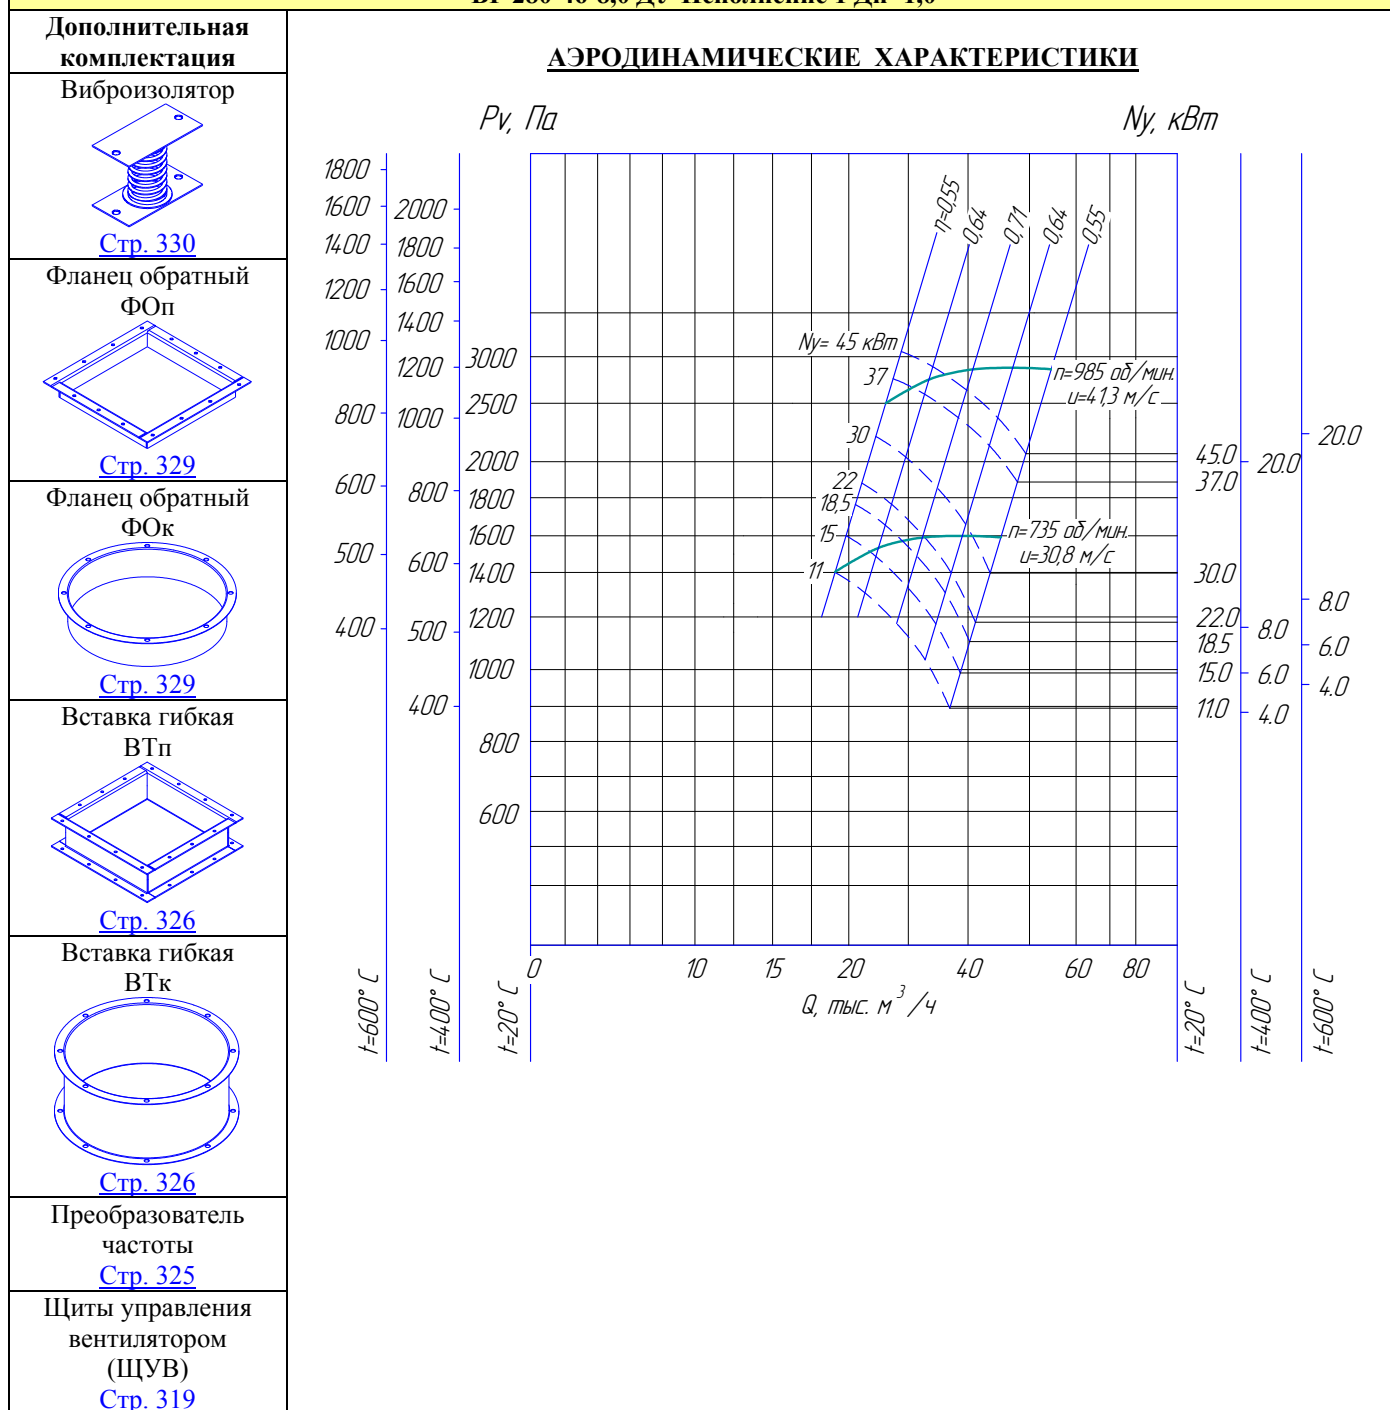 Дополнительная
комплектация
Виброизолятор
Стр. 330
Фланец обратный
ФОп
Стр. 329
Фланец обратный
ФОк
Стр. 329
Вставка гибкая
ВТп
Стр. 326
Вставка гибкая
ВТк
Стр. 326
Преобразователь
частоты
Стр. 325
Щиты управления
вентилятором
(ЩУВ)
Стр. 319
АЭРОДИНАМИЧЕСКИЕ ХАРАКТЕРИСТИКИ
Pv, Па
Nу, кВт
1800
1600
1400
1200
1000
800
600
500
400
t=600° C
2000
1800
1600
1400
1200
1000
800
600
500
400
t=400° C
3000
2500
2000
1800
1600
1400
1200
1000
800
600
t=20° C
η=0,55
0,64
0,71
0,64
0,55
Nу= 45 кВт
37
30
22
18,5
15
11
n=985 об/мин.
u=41,3 м/с
n=735 об/мин.
u=30,8 м/с
0
10
15
20
40
60
80
Q, тыс. м³/ч
45.0
37.0
30.0
22.0
18.5
15.0
11.0
t=20° C
20.0
8.0
6.0
4.0
t=400° C
20.0
8.0
6.0
4.0
t=600° C